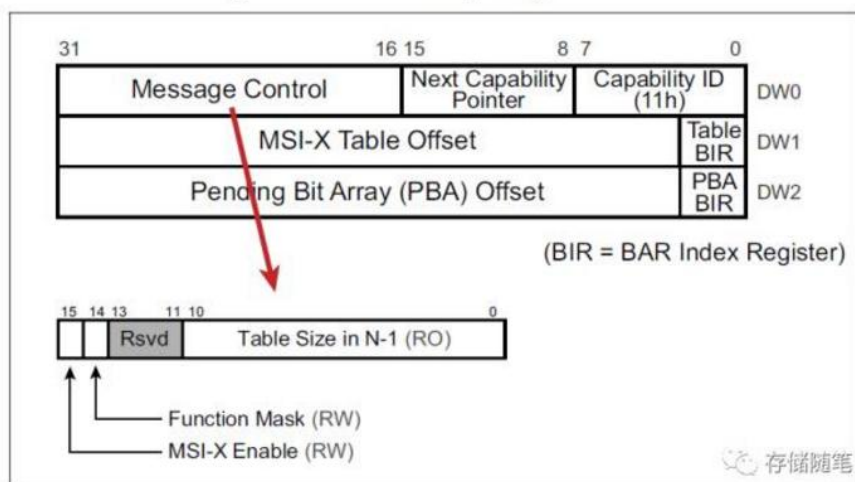 31 16 15 8 7 0
Message Control Next Capability Pointer Capability ID (11h) DW0
MSI-X Table Offset Table BIR DW1
Pending Bit Array (PBA) Offset PBA BIR DW2
(BIR = BAR Index Register)
15 14 13 11 10 0
Rsvd Table Size in N-1 (RO)
Function Mask (RW)
MSI-X Enable (RW)
存储随笔